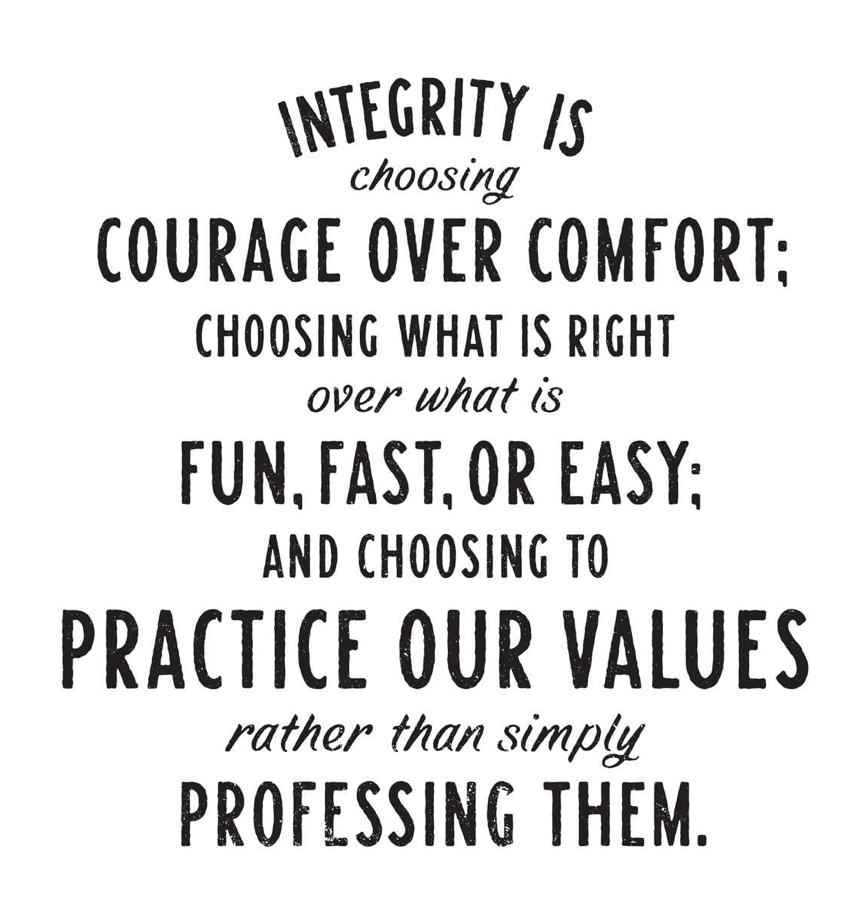 INTEGRITY IS
choosing
COURAGE OVER COMFORT;
CHOOSING WHAT IS RIGHT
over what is
FUN, FAST, OR EASY;
AND CHOOSING TO
PRACTICE OUR VALUES
rather than simply
PROFESSING THEM.